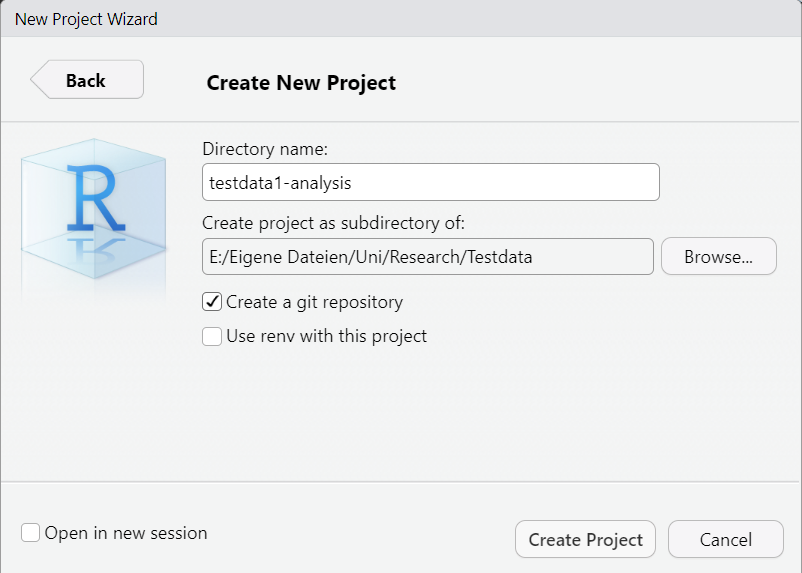 New Project Wizard
Back
Create New Project
R
Directory name:
testdata1-analysis
Create project as subdirectory of:
E:/Eigene Dateien/Uni/Research/Testdata
Browse...
Create a git repository
Use renv with this project
Open in new session
Create Project
Cancel